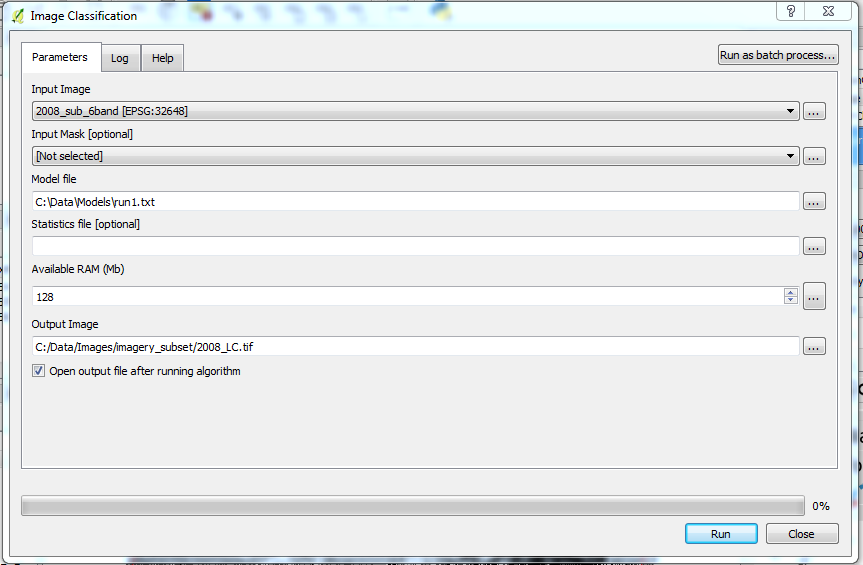 Image Classification
Parameters Log Help Run as batch process...
Input Image
2008_sub_6band [EPSG:32648] ...
Input Mask [optional]
[Not selected] ...
Model file
C:\Data\Models\run1.txt ...
Statistics file [optional]
...
Available RAM (Mb)
128 ...
Output Image
C:/Data/Images/imagery_subset/2008_LC.tif ...
Open output file after running algorithm
0%
Run Close